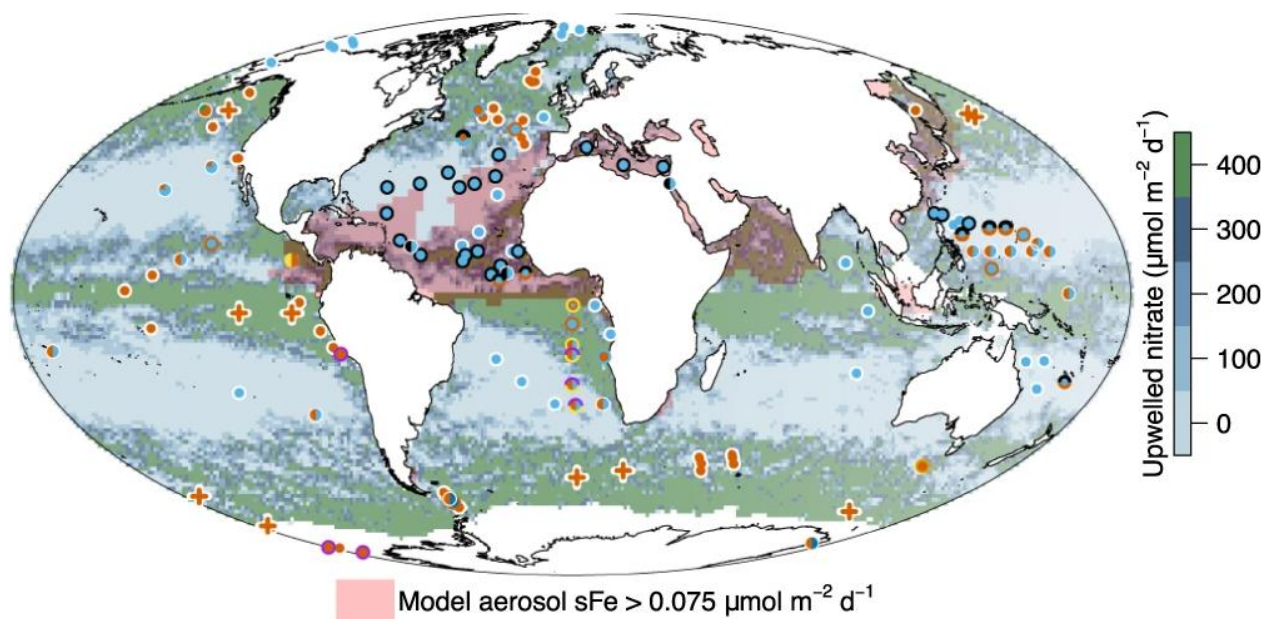 400
300
200
100
0
Upwelled nitrate (μmol m⁻² d⁻¹)
Model aerosol sFe > 0.075 μmol m⁻² d⁻¹